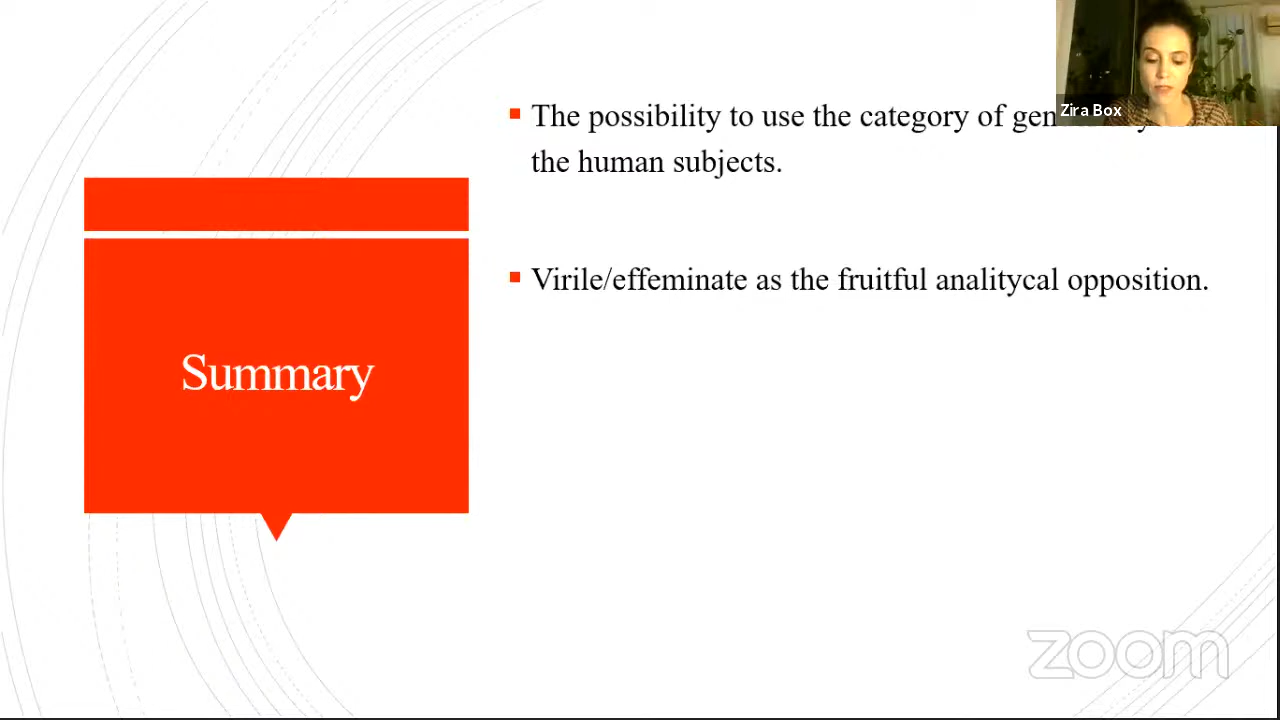 Zira Box
The possibility to use the category of
the human subjects.
Virile/effeminate as the fruitful analitycal opposition.
Summary
zoom